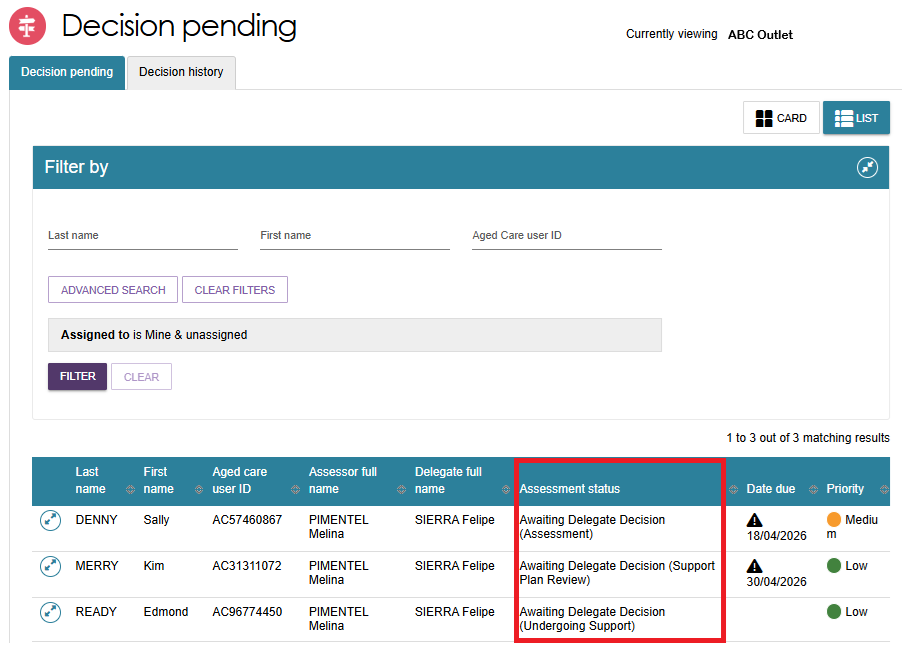 Decision pending
Currently viewing ABC Outlet
Decision pending
Decision history
CARD
LIST
Filter by
Last name
First name
Aged Care user ID
ADVANCED SEARCH
CLEAR FILTERS
Assigned to is Mine & unassigned
FILTER
CLEAR
1 to 3 out of 3 matching results
Last name
First name
Aged care user ID
Assessor full name
Delegate full name
Assessment status
Date due
Priority
DENNY Sally AC57460867 PIMENTEL Melina SIERRA Felipe Awaiting Delegate Decision (Assessment) 18/04/2026 Medium
MERRY Kim AC31311072 PIMENTEL Melina SIERRA Felipe Awaiting Delegate Decision (Support Plan Review) 30/04/2026 Low
READY Edmond AC96774450 PIMENTEL Melina SIERRA Felipe Awaiting Delegate Decision (Undergoing Support) Low